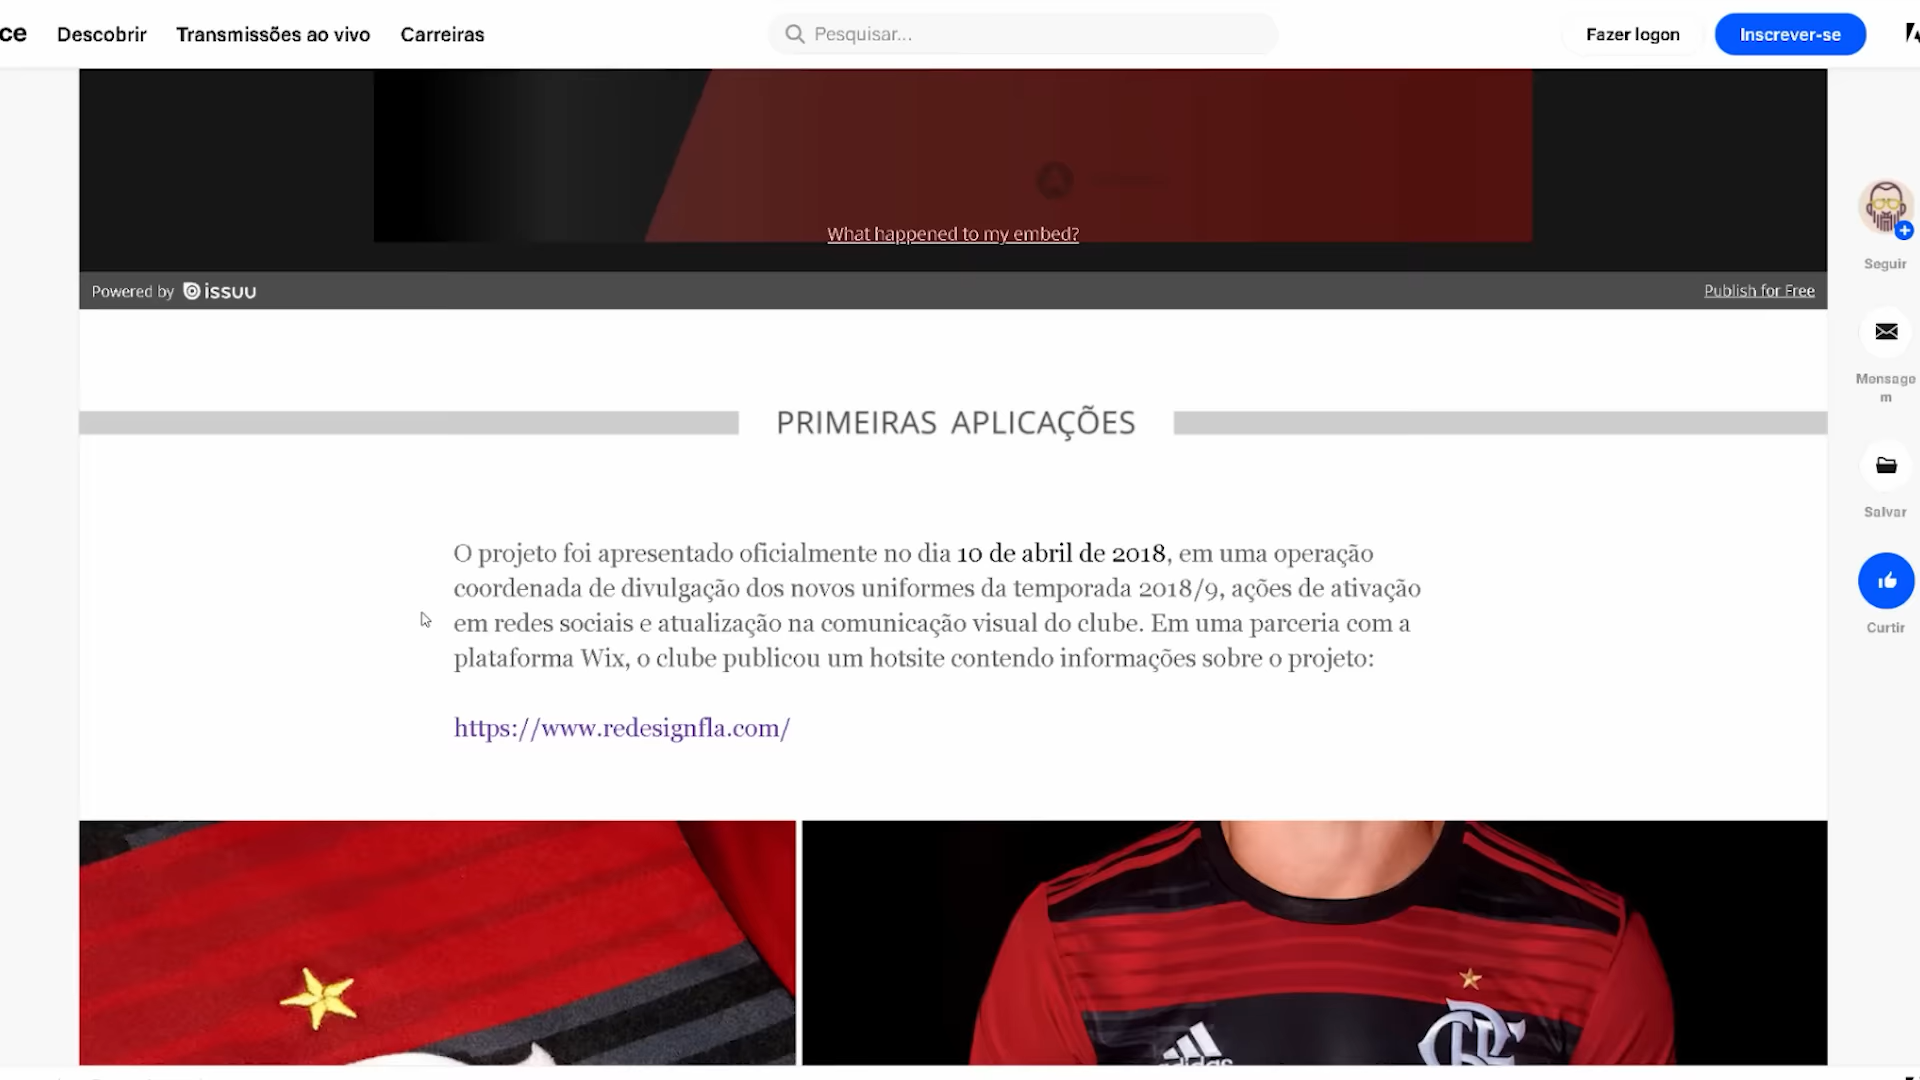 ce Descobrir Transmissões ao vivo Carreiras Pesquisar... Fazer logon Inscrever-se
What happened to my embed?
Powered by issuu Publish for Free
Seguir
Mensage
m
Salvar
Curtir
PRIMEIRAS APLICAÇÕES
O projeto foi apresentado oficialmente no dia 10 de abril de 2018, em uma operação
coordenada de divulgação dos novos uniformes da temporada 2018/9, ações de ativação
em redes sociais e atualização na comunicação visual do clube. Em uma parceria com a
plataforma Wix, o clube publicou um hotsite contendo informações sobre o projeto:
https://www.redesignfla.com/
adidas